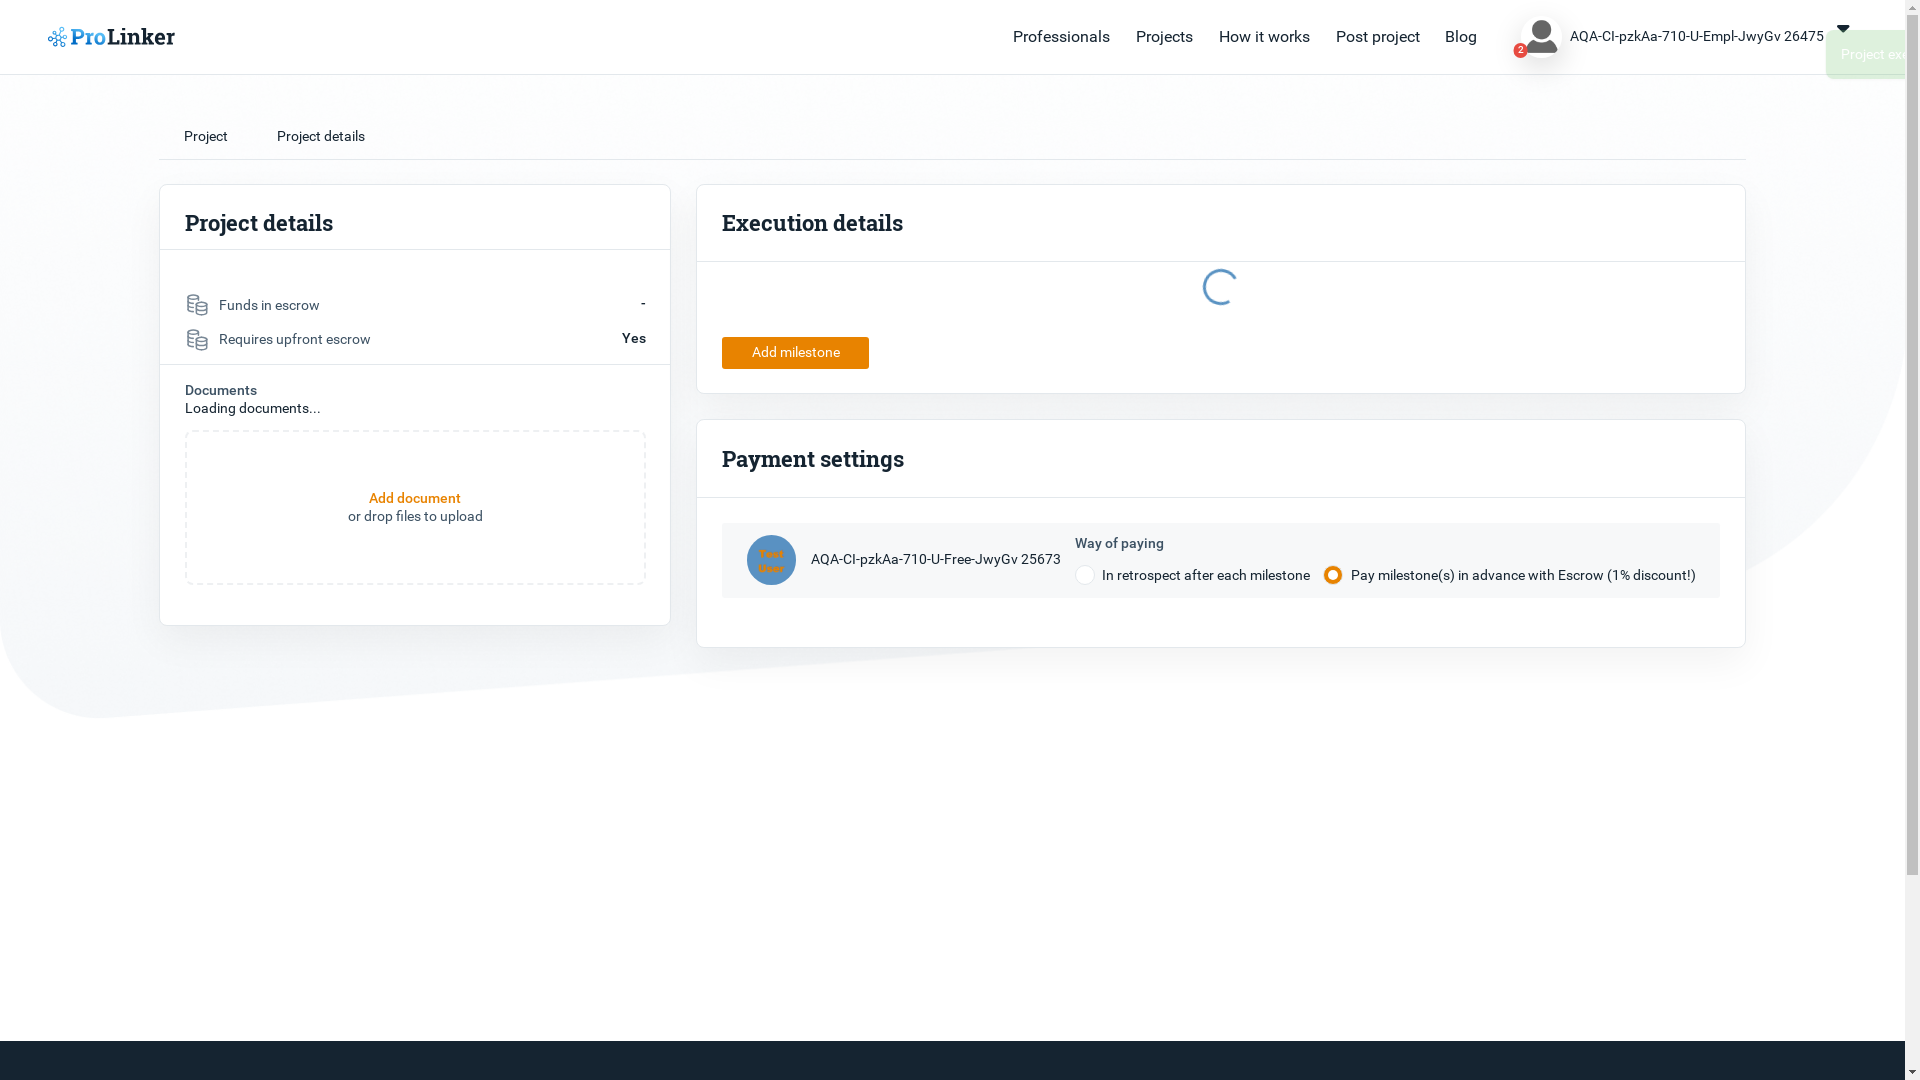 ProLinker
Professionals
Projects
How it works
Post project
Blog
2
AQA-CI-pzkAa-710-U-Empl-JwyGv 26475
Project
Project
Project details
Project details
Funds in escrow
-
Requires upfront escrow
Yes
Documents
Loading documents...
Add document
or drop files to upload
Execution details
Add milestone
Payment settings
Test
User
AQA-CI-pzkAa-710-U-Free-JwyGv 25673
Way of paying
In retrospect after each milestone
Pay milestone(s) in advance with Escrow (1% discount!)